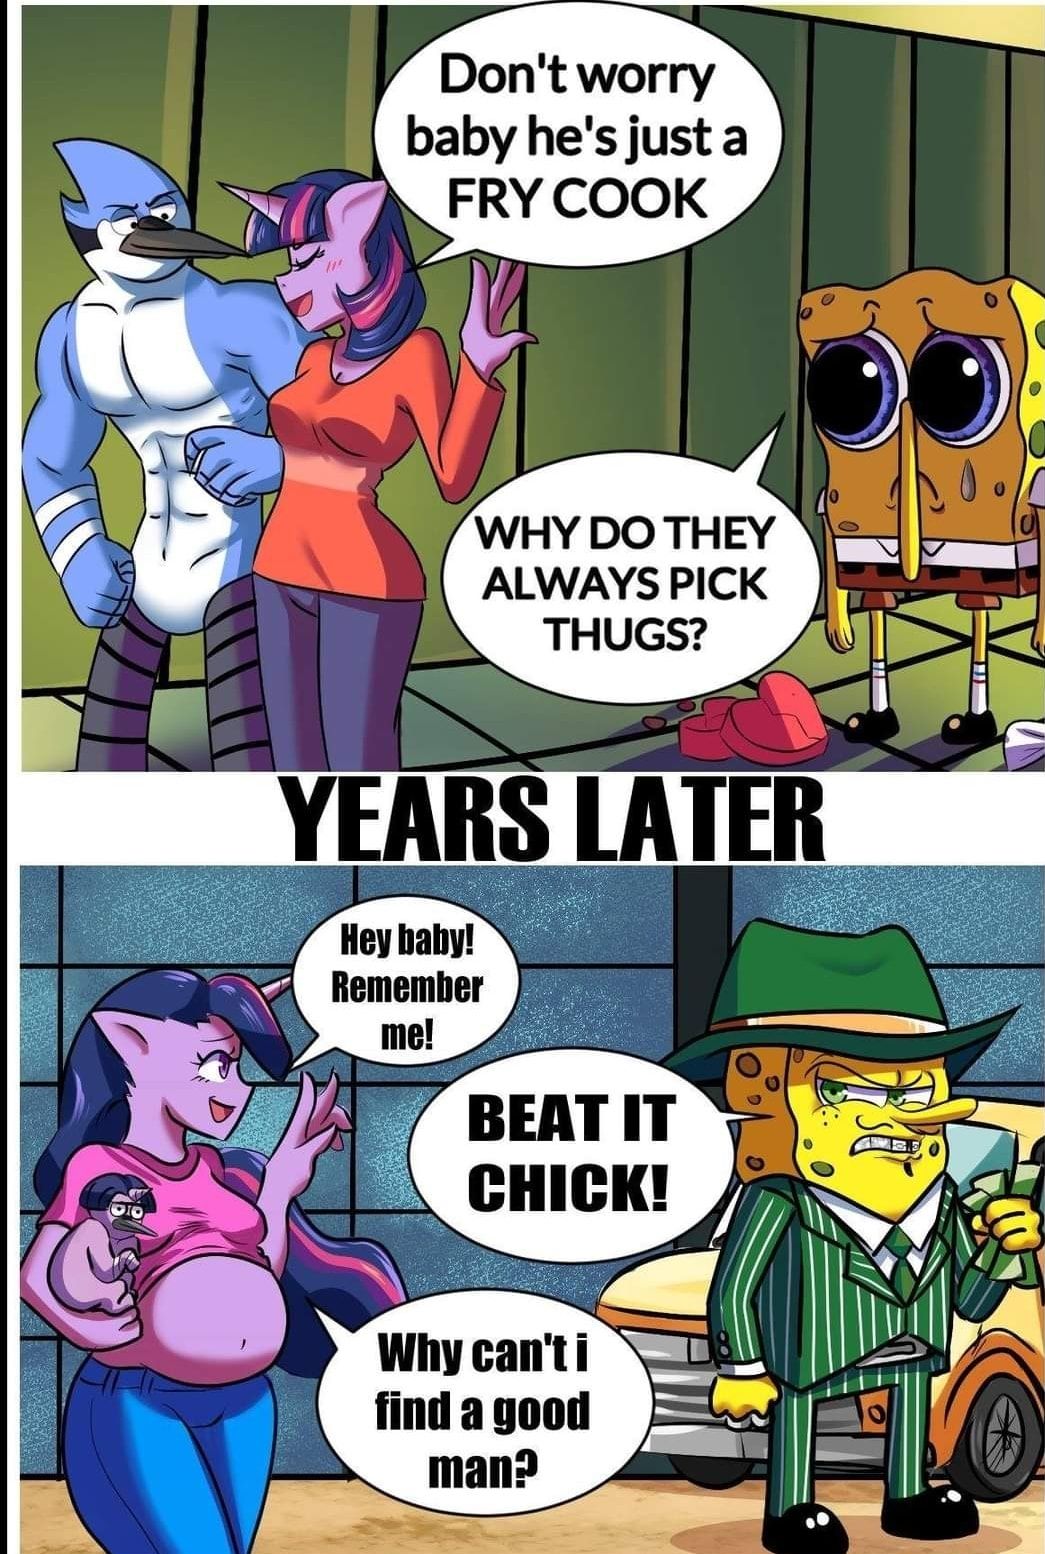 Don't worry
baby he's just a
FRY COOK
WHY DO THEY
ALWAYS PICK
THUGS?
YEARS LATER
Hey baby!
Remember
me!
BEAT IT
CHICK!
Why can't i
find a good
man?